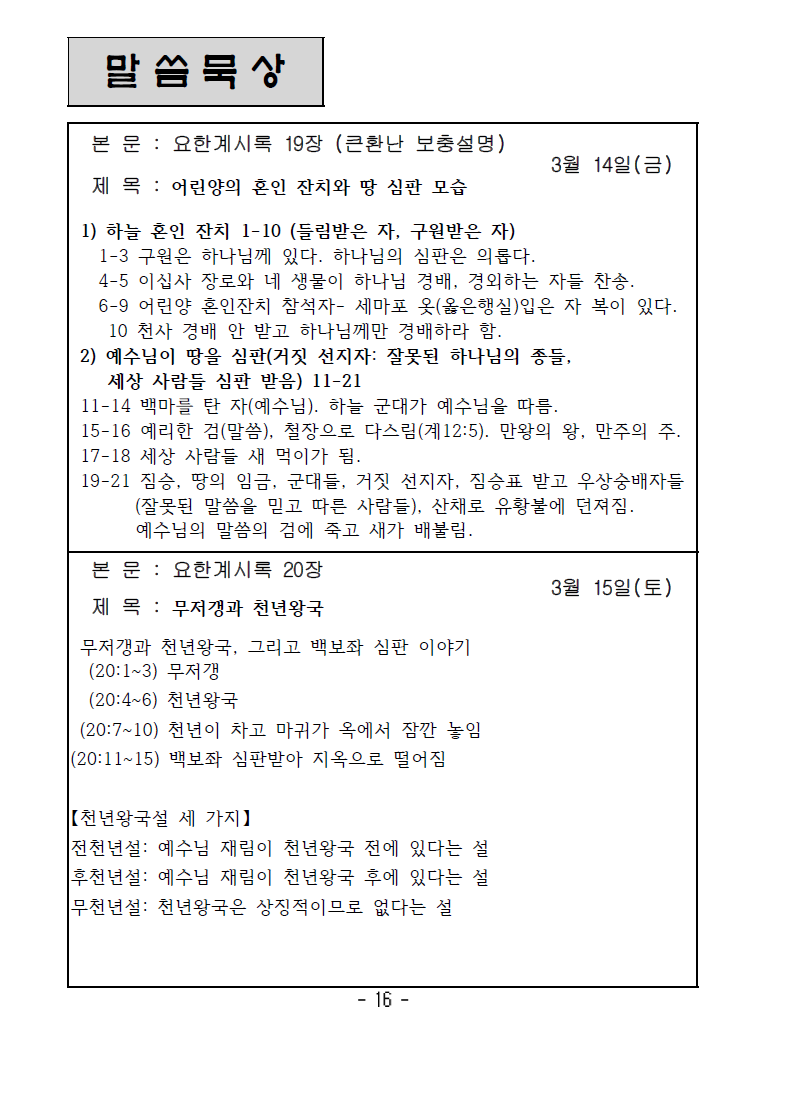 말씀묵상
본 문 : 요한계시록 19장 (큰환난 보충설명)
3월 14일(금)
제 목 : 어린양의 혼인 잔치와 땅 심판 모습
1) 하늘 혼인 잔치 1-10 (들림받은 자, 구원받은 자)
1-3 구원은 하나님께 있다. 하나님의 심판은 의롭다.
4-5 이십사 장로와 네 생물이 하나님 경배, 경외하는 자들 찬송.
6-9 어린양 혼인잔치 참석자- 세마포 옷(옳은행실)입은 자 복이 있다.
10 천사 경배 안 받고 하나님께만 경배하라 함.
2) 예수님이 땅을 심판(거짓 선지자: 잘못된 하나님의 종들,
세상 사람들 심판 받음) 11-21
11-14 백마를 탄 자(예수님). 하늘 군대가 예수님을 따름.
15-16 예리한 검(말씀), 철장으로 다스림(계12:5). 만왕의 왕, 만주의 주.
17-18 세상 사람들 새 먹이가 됨.
19-21 짐승, 땅의 임금, 군대들, 거짓 선지자, 짐승표 받고 우상숭배자들
(잘못된 말씀을 믿고 따른 사람들), 산채로 유황불에 던져짐.
예수님의 말씀의 검에 죽고 새가 배불림.
본 문 : 요한계시록 20장
3월 15일(토)
제 목 : 무저갱과 천년왕국
무저갱과 천년왕국, 그리고 백보좌 심판 이야기
(20:1~3) 무저갱
(20:4~6) 천년왕국
(20:7~10) 천년이 차고 마귀가 옥에서 잠깐 놓임
(20:11~15) 백보좌 심판받아 지옥으로 떨어짐
【천년왕국설 세 가지】
전천년설: 예수님 재림이 천년왕국 전에 있다는 설
후천년설: 예수님 재림이 천년왕국 후에 있다는 설
무천년설: 천년왕국은 상징적이므로 없다는 설
- 16 -